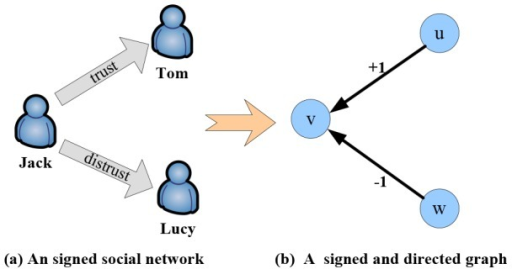 trust
Tom
Jack
distrust
Lucy
(a) An signed social network
u
+1
v
-1
w
(b) A signed and directed graph